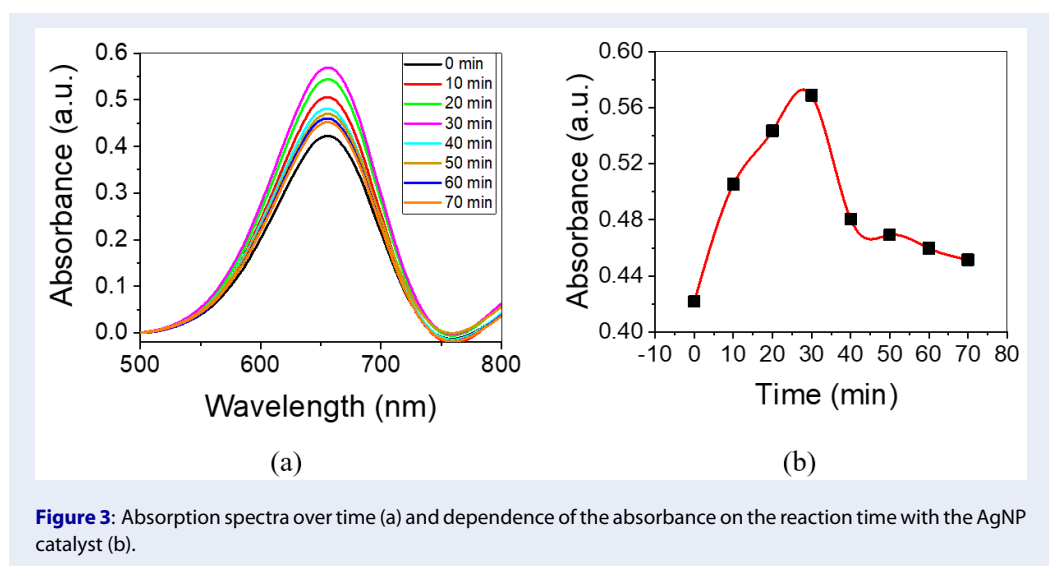 0.6
0.5
0.4
0.3
0.2
0.1
0.0
Absorbance (a.u.)
500 600 700 800
Wavelength (nm)
0 min
10 min
20 min
30 min
40 min
50 min
60 min
70 min
(a)
0.60
0.56
0.52
0.48
0.44
0.40
Absorbance (a.u.)
-10 0 10 20 30 40 50 60 70 80
Time (min)
(b)
Figure 3: Absorption spectra over time (a) and dependence of the absorbance on the reaction time with the AgNP
catalyst (b).